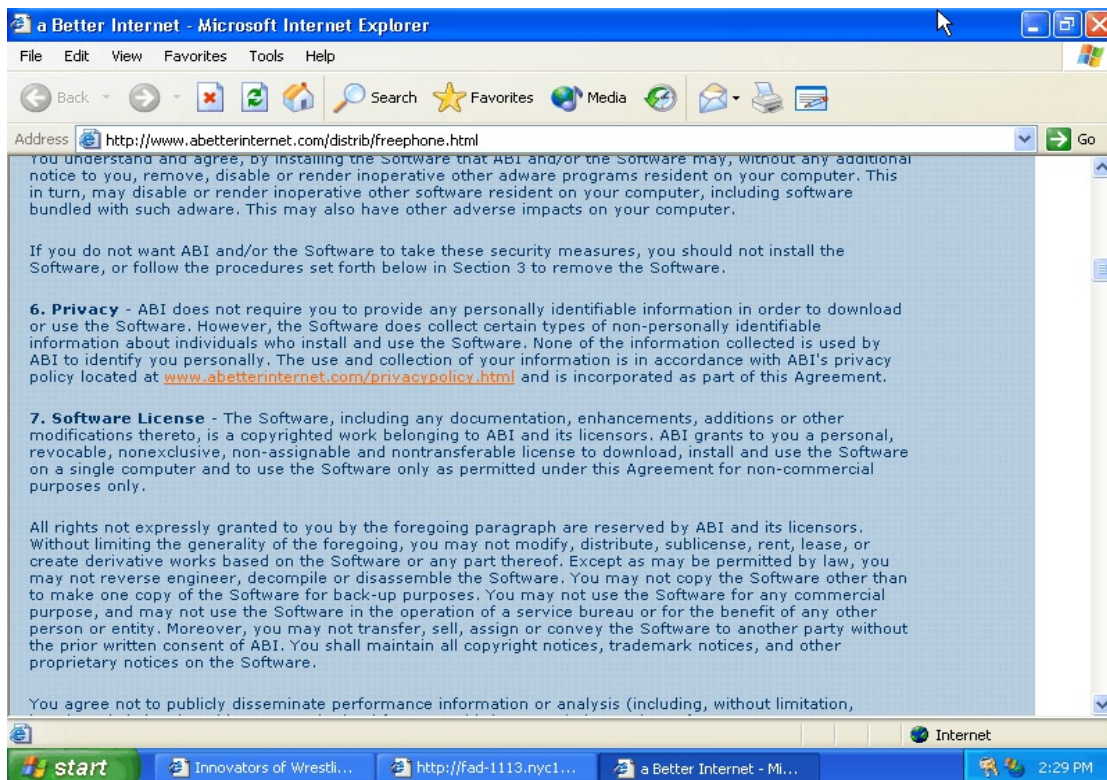 a Better Internet - Microsoft Internet Explorer
File Edit View Favorites Tools Help
Back Search Favorites Media
Address http://www.abetterinternet.com/distrib/freephone.html Go
You understand and agree, by installing the Software that ABI and/or the Software may, without any additional
notice to you, remove, disable or render inoperative other adware programs resident on your computer. This
in turn, may disable or render inoperative other software resident on your computer, including software
bundled with such adware. This may also have other adverse impacts on your computer.
If you do not want ABI and/or the Software to take these security measures, you should not install the
Software, or follow the procedures set forth below in Section 3 to remove the Software.
6. Privacy - ABI does not require you to provide any personally identifiable information in order to download
or use the Software. However, the Software does collect certain types of non-personally identifiable
information about individuals who install and use the Software. None of the information collected is used by
ABI to identify you personally. The use and collection of your information is in accordance with ABI's privacy
policy located at www.abetterinternet.com/privacypolicy.html and is incorporated as part of this Agreement.
7. Software License - The Software, including any documentation, enhancements, additions or other
modifications thereto, is a copyrighted work belonging to ABI and its licensors. ABI grants to you a personal,
revocable, nonexclusive, non-assignable and nontransferable license to download, install and use the Software
on a single computer and to use the Software only as permitted under this Agreement for non-commercial
purposes only.
All rights not expressly granted to you by the foregoing paragraph are reserved by ABI and its licensors.
Without limiting the generality of the foregoing, you may not modify, distribute, sublicense, rent, lease, or
create derivative works based on the Software or any part thereof. Except as may be permitted by law, you
may not reverse engineer, decompile or disassemble the Software. You may not copy the Software other than
to make one copy of the Software for back-up purposes. You may not use the Software for any commercial
purpose, and may not use the Software in the operation of a service bureau or for the benefit of any other
person or entity. Moreover, you may not transfer, sell, assign or convey the Software to another party without
the prior written consent of ABI. You shall maintain all copyright notices, trademark notices, and other
proprietary notices on the Software.
You agree not to publicly disseminate performance information or analysis (including, without limitation,
Internet
start Innovators of Wrestli... http://fad-1113.nyc1... a Better Internet - Mi... 2:29 PM